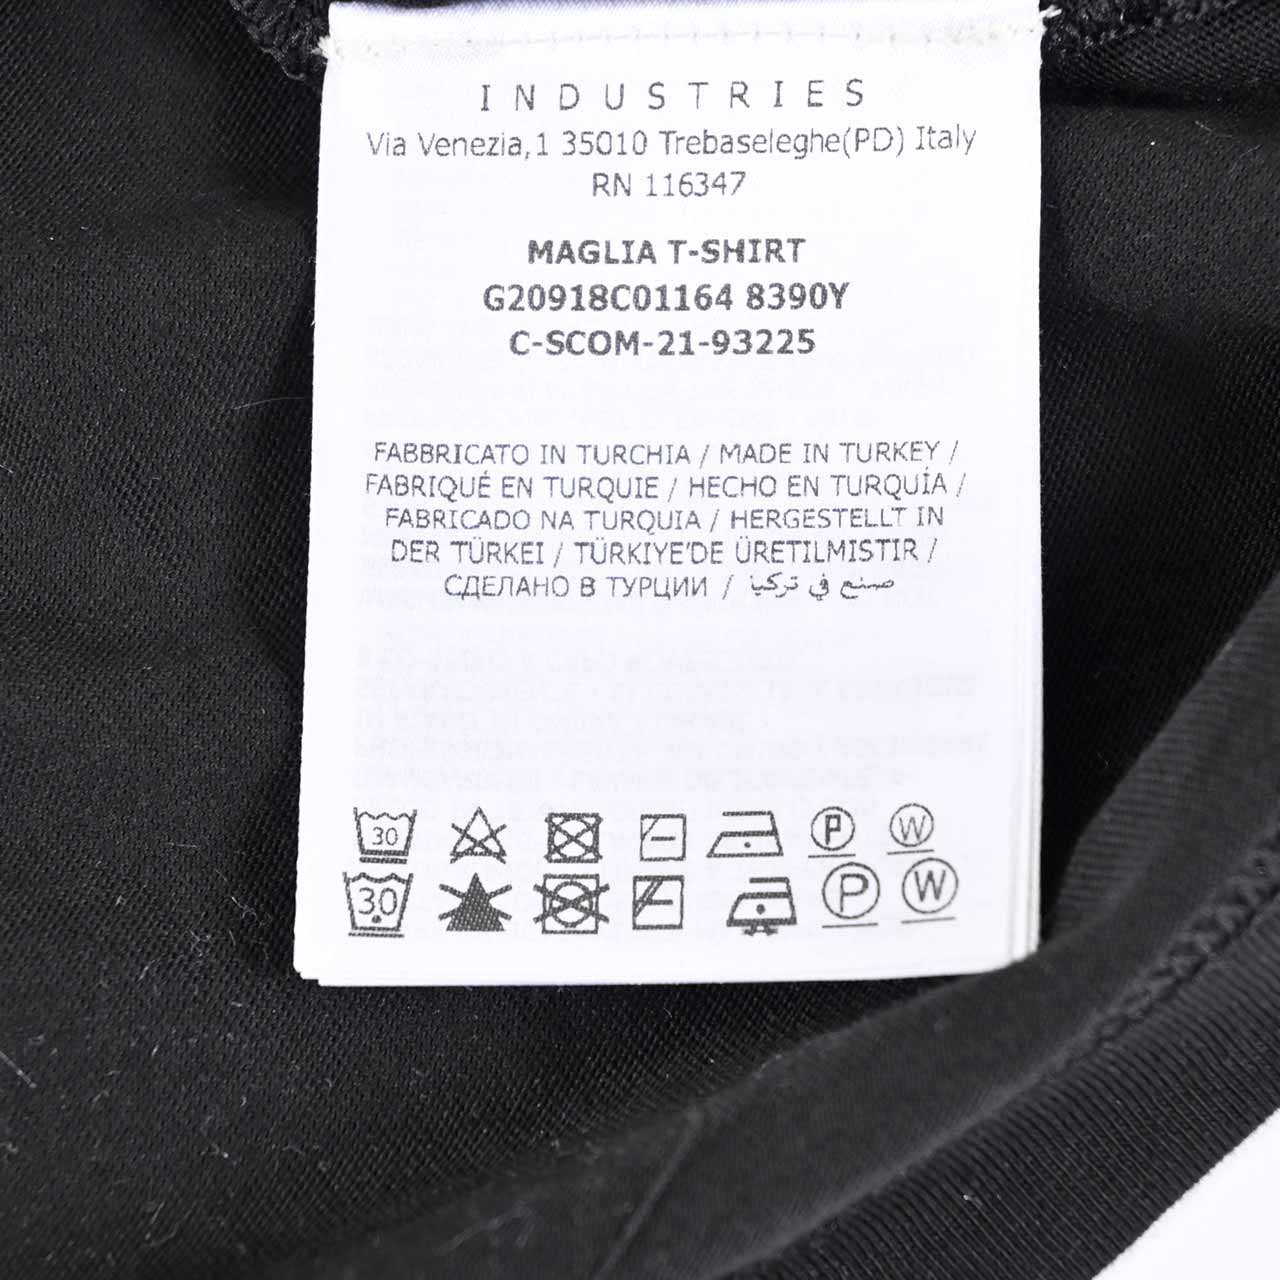 INDUSTRIES
Via Venezia,1 35010 Trebaseleghe(PD) Italy
RN 116347
MAGLIA T-SHIRT
G20918C01164 8390Y
C-SCOM-21-93225
FABBRICATO IN TURCHIA / MADE IN TURKEY /
FABRIQUÉ EN TURQUIE / HECHO EN TURQUÍA /
FABRICADO NA TURQUIA / HERGESTELLT IN
DER TÜRKEI / TÜRKIYE'DE ÜRETILMISTIR /
СДЕЛАНО В ТУРЦИИ / صنع في تركيا
30 P W
30 P W